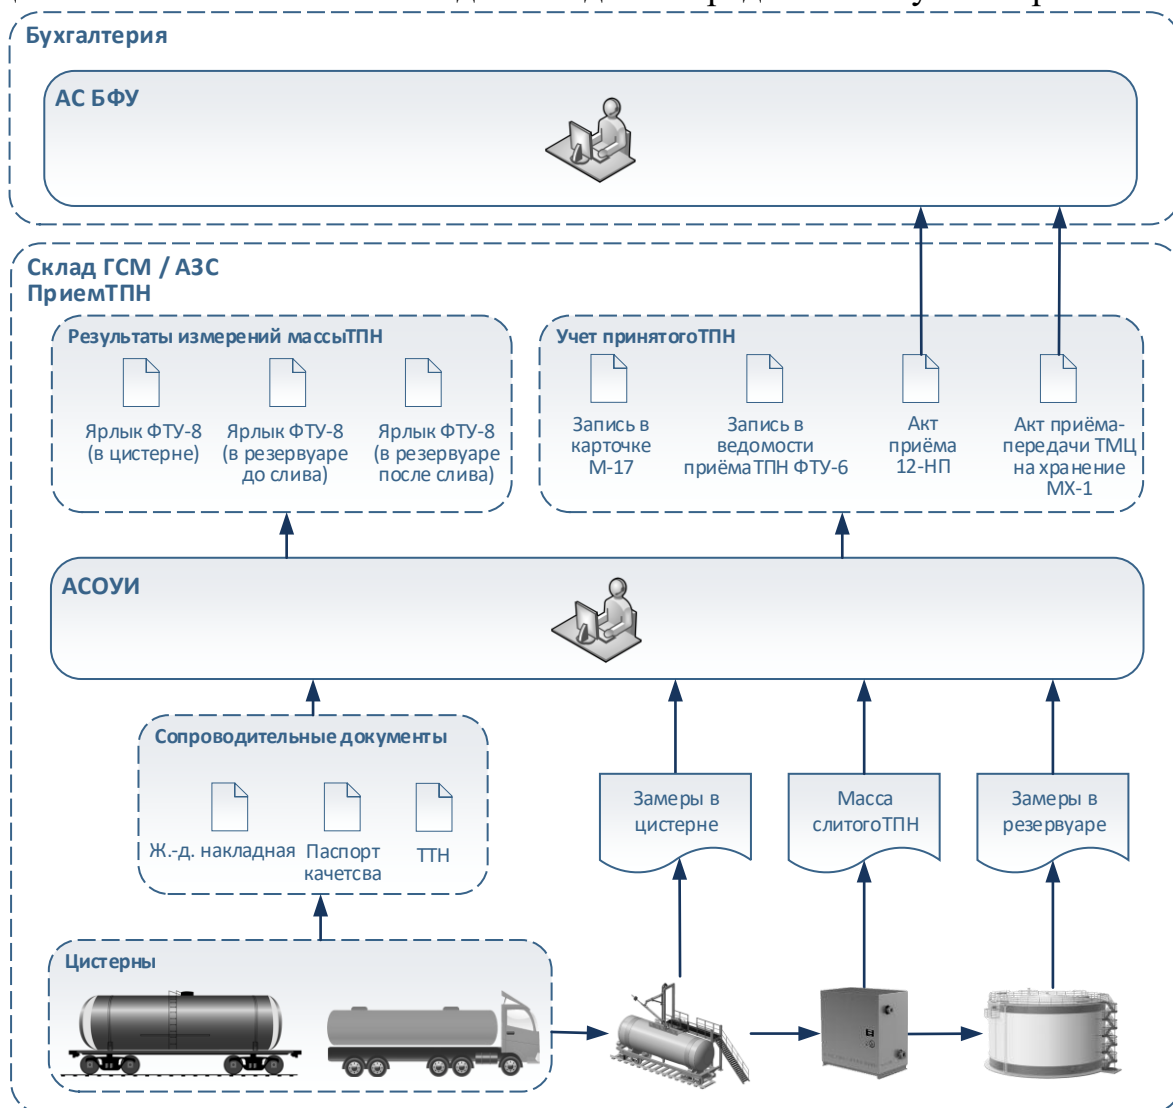 Бухгалтерия
АС БФУ
Склад ГСМ / АЗС
ПриемТПН
Результаты измерений массыТПН
Ярлык ФТУ-8
(в цистерне)
Ярлык ФТУ-8
(в резервуаре
до слива)
Ярлык ФТУ-8
(в резервуаре
после слива)
Учет принятогоТПН
Запись в
карточке
М-17
Запись в
ведомости
приёмаТПН ФТУ-6
Акт
приёма
12-НП
Акт приёма-
передачи ТМЦ
на хранение
МХ-1
АСОУИ
Сопроводительные документы
Ж.-д. накладная
Паспорт
качетсва
ТТН
Замеры в
цистерне
Масса
слитогоТПН
Замеры в
резервуаре
Цистерны